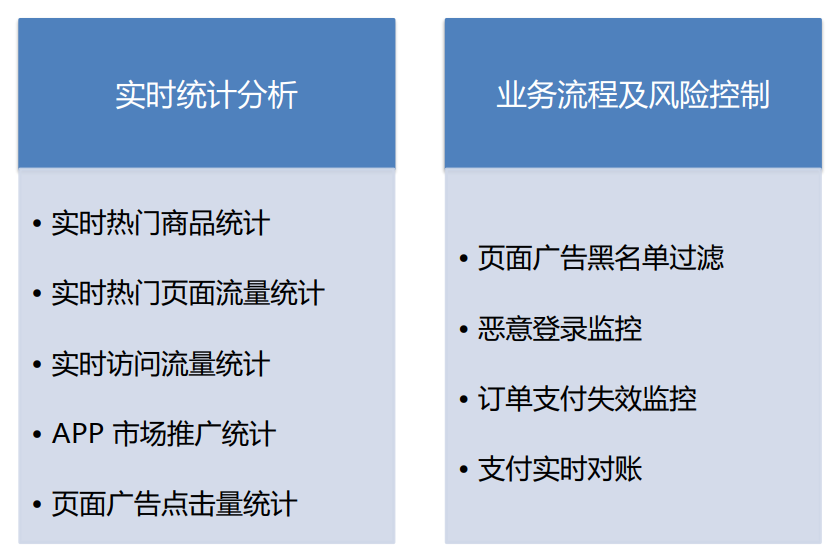 实时统计分析
• 实时热门商品统计
• 实时热门页面流量统计
• 实时访问流量统计
• APP 市场推广统计
• 页面广告点击量统计
业务流程及风险控制
• 页面广告黑名单过滤
• 恶意登录监控
• 订单支付失效监控
• 支付实时对账